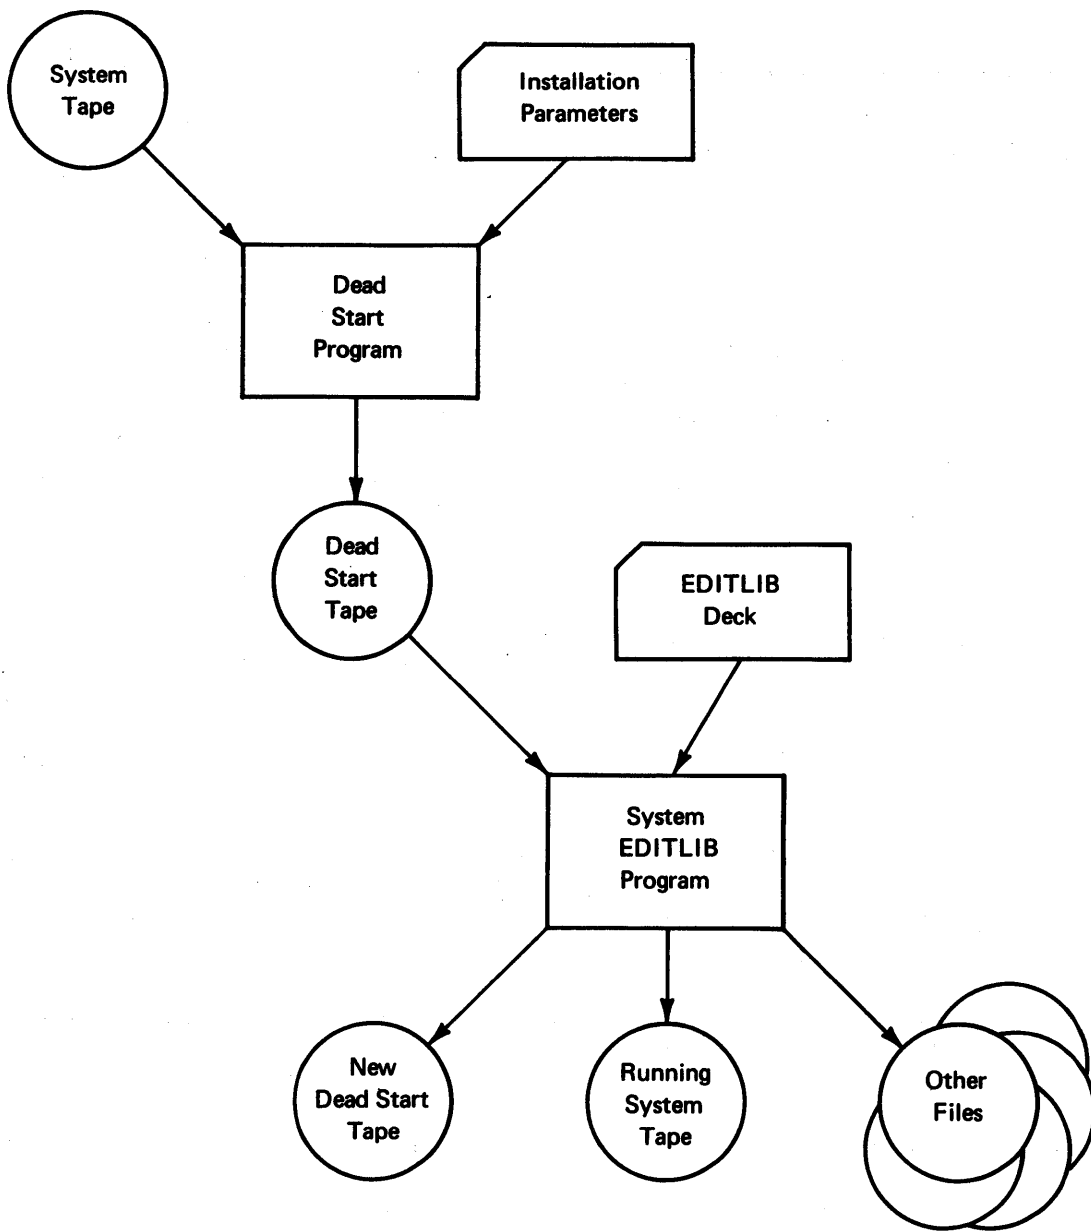 System
Tape
Installation
Parameters
Dead
Start
Program
Dead
Start
Tape
EDITLIB
Deck
System
EDITLIB
Program
New
Dead Start
Tape
Running
System
Tape
Other
Files